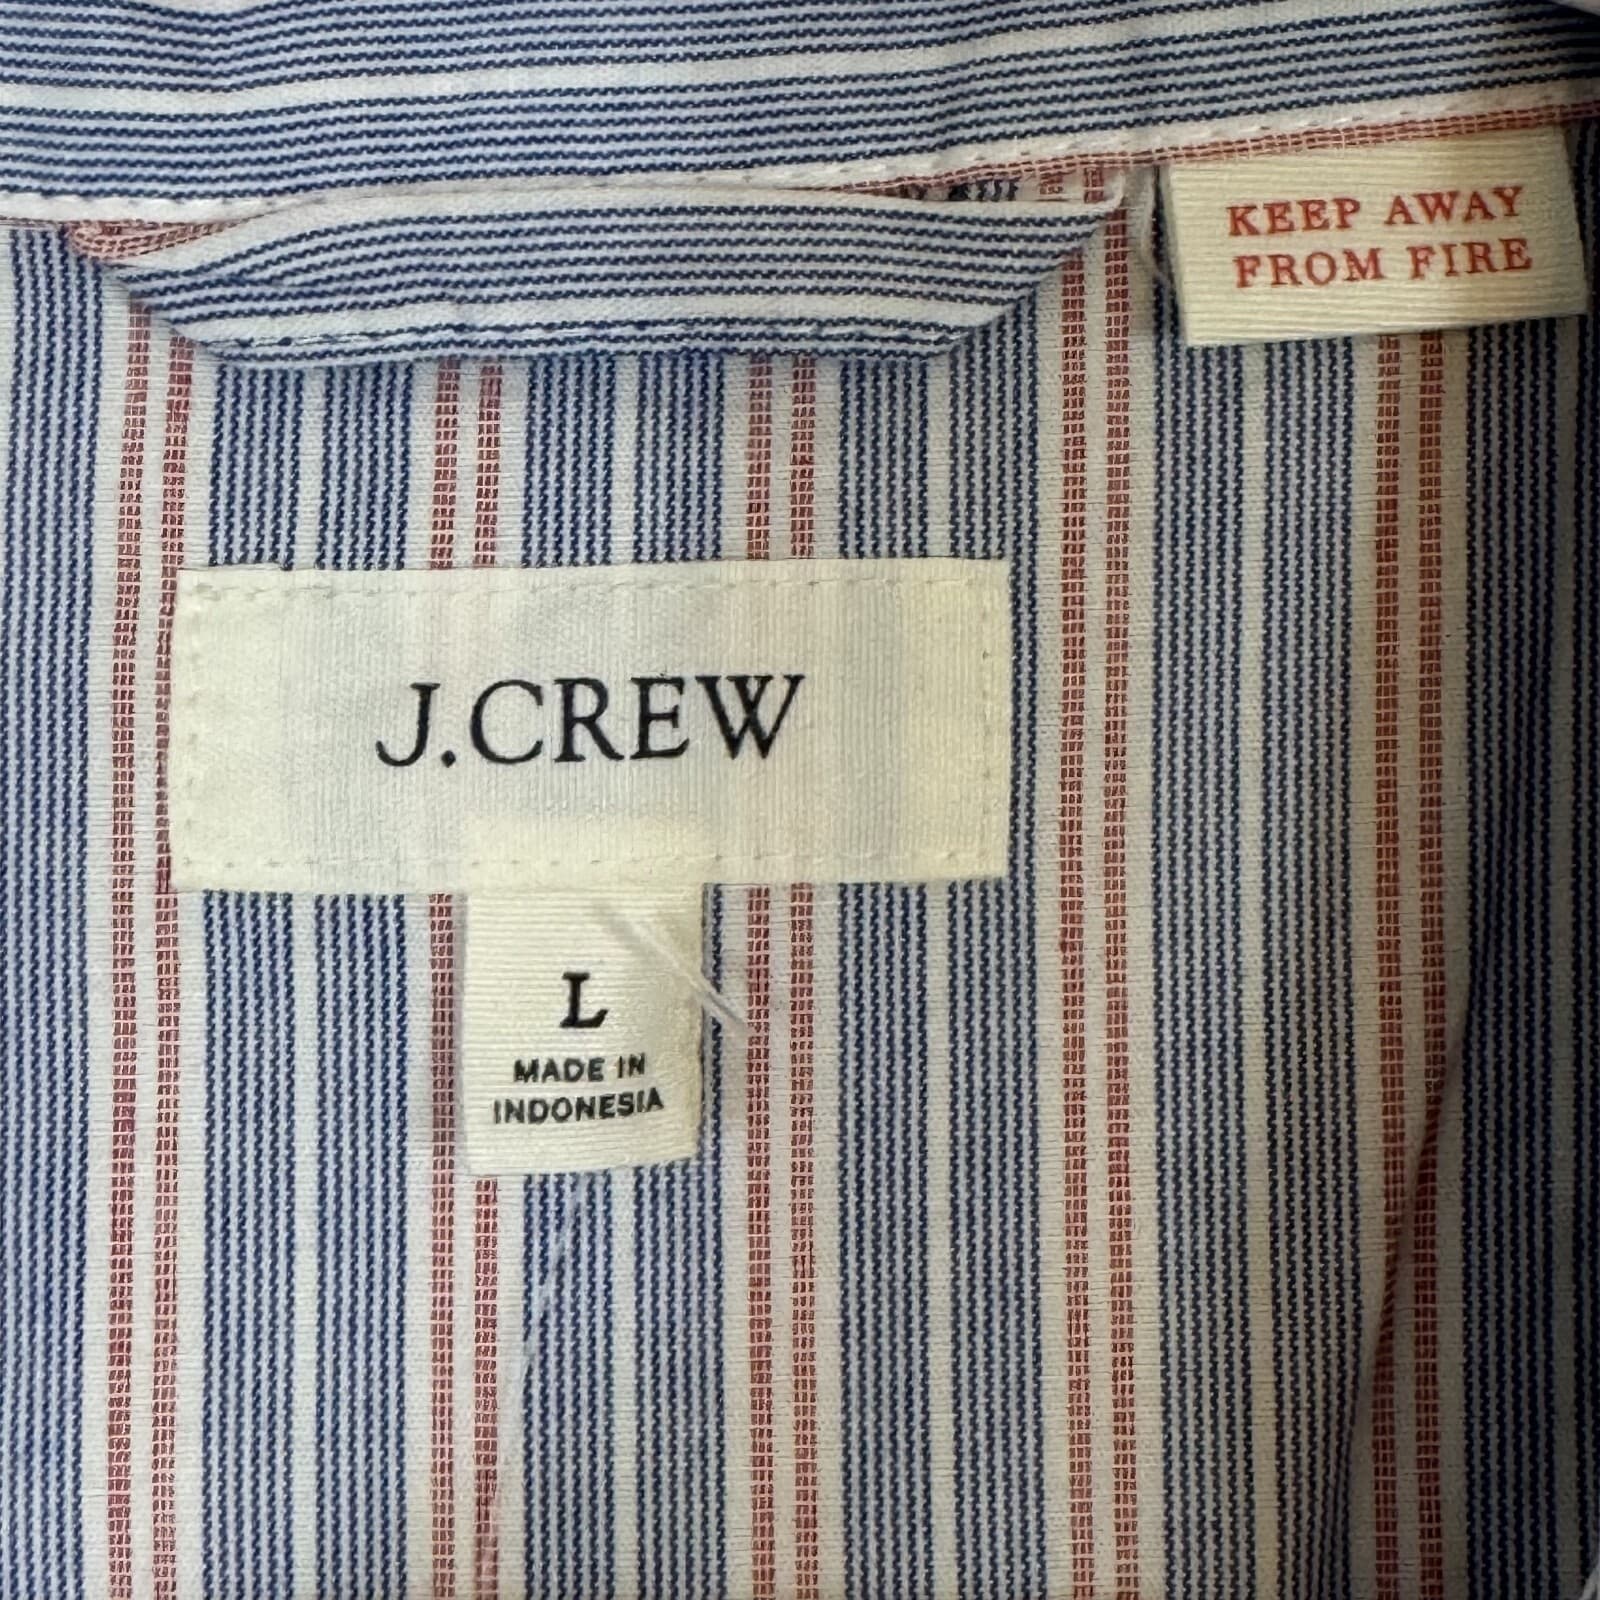 KEEP AWAY
FROM FIRE
J.CREW
L
MADE IN
INDONESIA